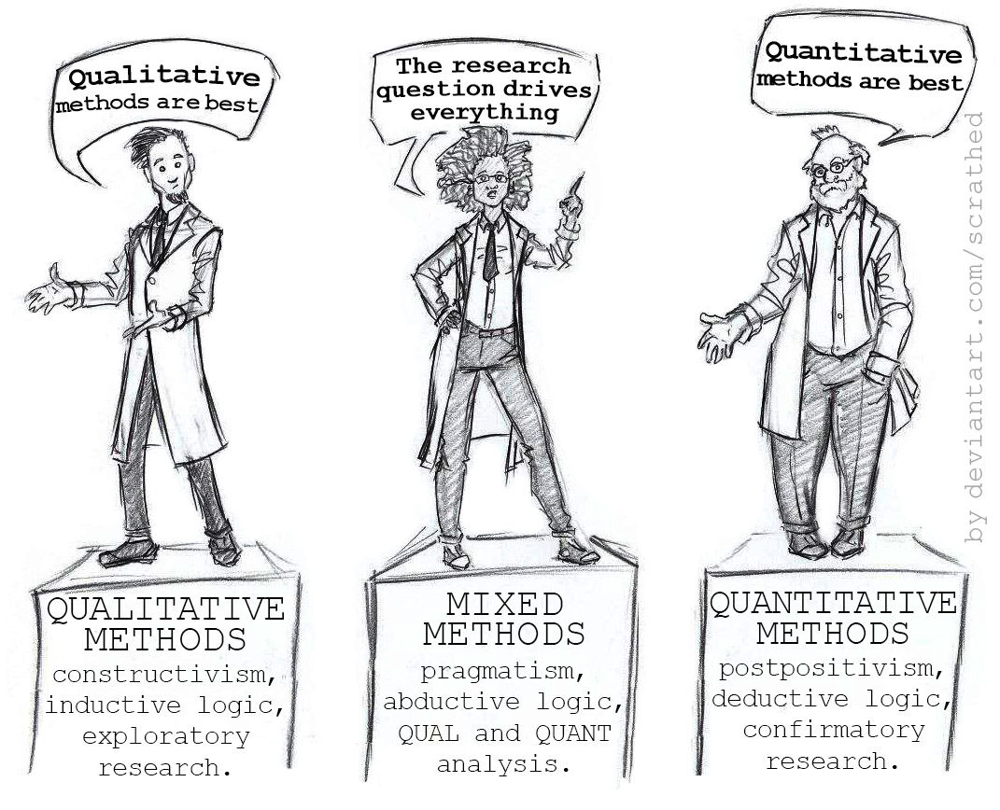 Qualitative
methods are best
The research
question drives
everything
Quantitative
methods are best
QUALITATIVE
METHODS
constructivism,
inductive logic,
exploratory
research.
MIXED
METHODS
pragmatism,
abductive logic,
QUAL and QUANT
analysis.
QUANTITATIVE
METHODS
postpositivism,
deductive logic,
confirmatory
research.
by deviantart.com/scrathed